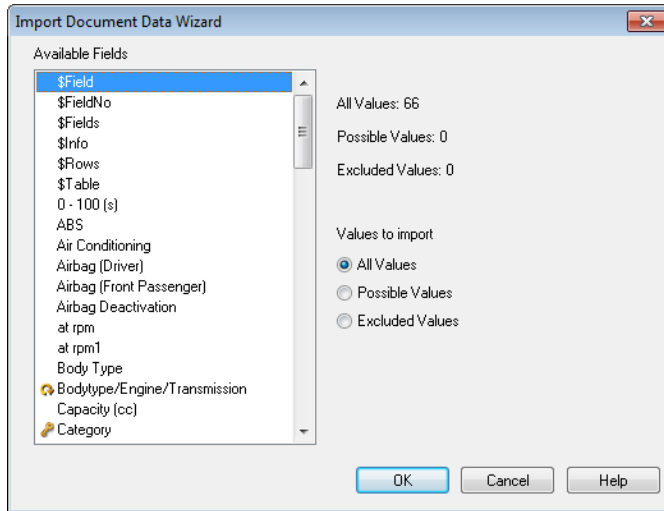 Import Document Data Wizard
Available Fields
$Field
$FieldNo
$Fields
$Info
$Rows
$Table
0 - 100 (s)
ABS
Air Conditioning
Airbag (Driver)
Airbag (Front Passenger)
Airbag Deactivation
at rpm
at rpm1
Body Type
Bodytype/Engine/Transmission
Capacity (cc)
Category
All Values: 66
Possible Values: 0
Excluded Values: 0
Values to import
All Values
Possible Values
Excluded Values
OK Cancel Help